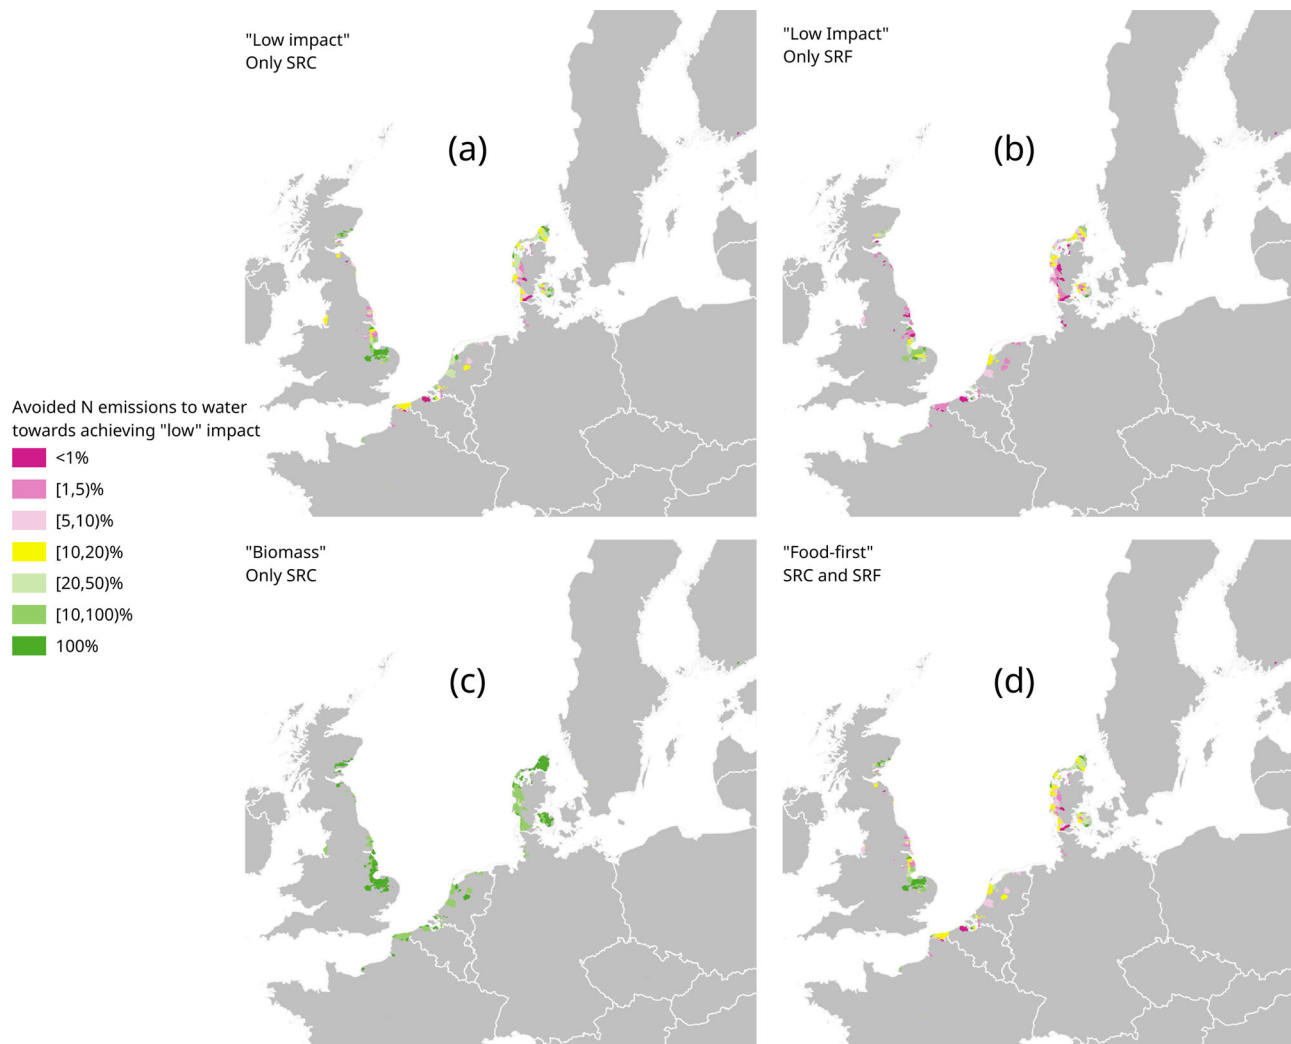 "Low impact"
Only SRC
(a)
"Low Impact"
Only SRF
(b)
Avoided N emissions to water
towards achieving "low" impact
<1%
[1,5)%
[5,10)%
[10,20)%
[20,50)%
[10,100)%
100%
"Biomass"
Only SRC
(c)
"Food-first"
SRC and SRF
(d)